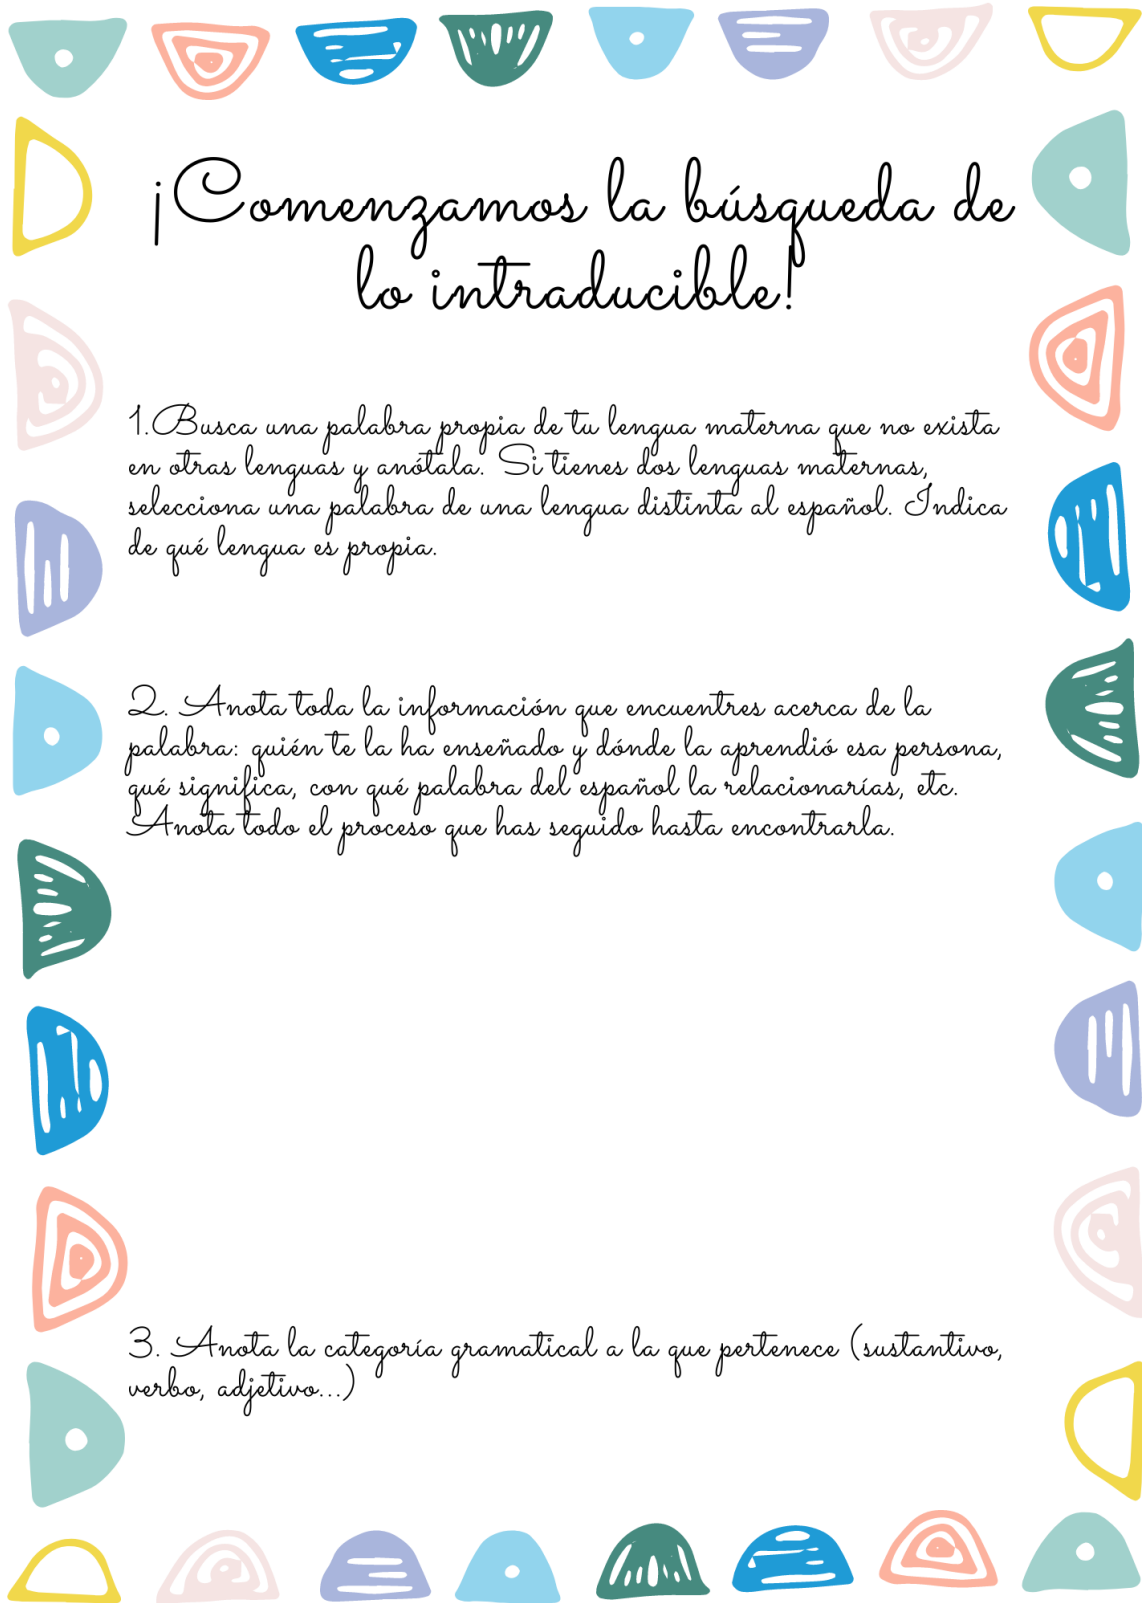 ¡Comenzamos la búsqueda de
lo intraducible!
1.Busca una palabra propia de tu lengua materna que no exista
en otras lenguas y anótala. Si tienes dos lenguas maternas,
selecciona una palabra de una lengua distinta al español. Indica
de qué lengua es propia.
2. Anota toda la información que encuentres acerca de la
palabra: quién te la ha enseñado y dónde la aprendió esa persona,
qué significa, con qué palabra del español la relacionarías, etc.
Anota todo el proceso que has seguido hasta encontrarla.
3. Anota la categoría gramatical a la que pertenece (sustantivo,
verbo, adjetivo...)